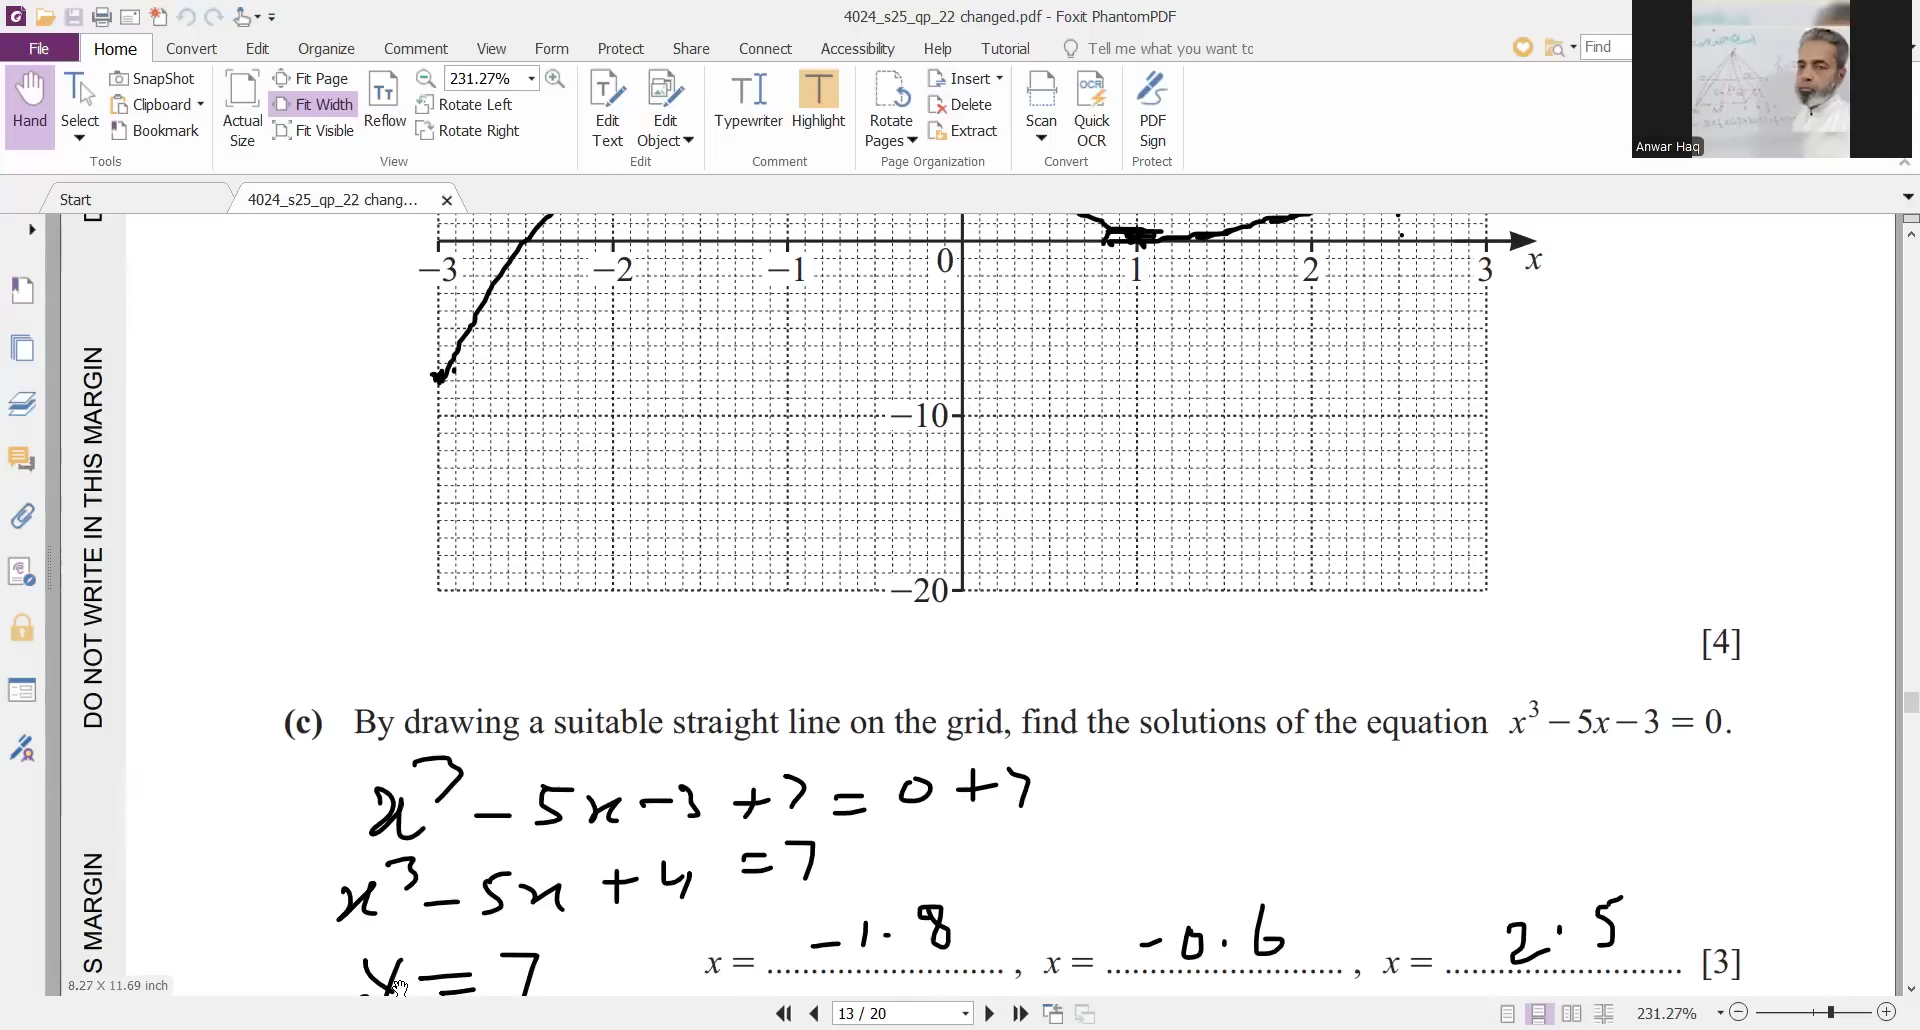 4024_s25_qp_22 changed.pdf - Foxit PhantomPDF
File Home Convert Edit Organize Comment View Form Protect Share Connect Accessibility Help Tutorial Tell me what you want to Find
Hand
Select
SnapShot
Clipboard
Bookmark
Tools
Actual Size
Fit Page
Fit Width
Fit Visible
Reflow
231.27%
Rotate Left
Rotate Right
View
Edit Text
Edit Object
Edit
Typewriter
Highlight
Comment
Rotate Pages
Insert
Delete
Extract
Page Organization
Scan
Quick OCR
Convert
PDF Sign
Protect
Anwar Haq
Start
4024_s25_qp_22 chang...
−3 −2 −1 0 1 2 3 x
−10
−20
[4]
DO NOT WRITE IN THIS MARGIN
S MARGIN
(c) By drawing a suitable straight line on the grid, find the solutions of the equation x³ − 5x − 3 = 0.
x³ − 5x − 3 + 7 = 0 + 7
x³ − 5x + 4 = 7
y = 7
x = −1.8 , x = −0.6 , x = 2.5 [3]
8.27 X 11.69 inch
13 / 20
231.27%